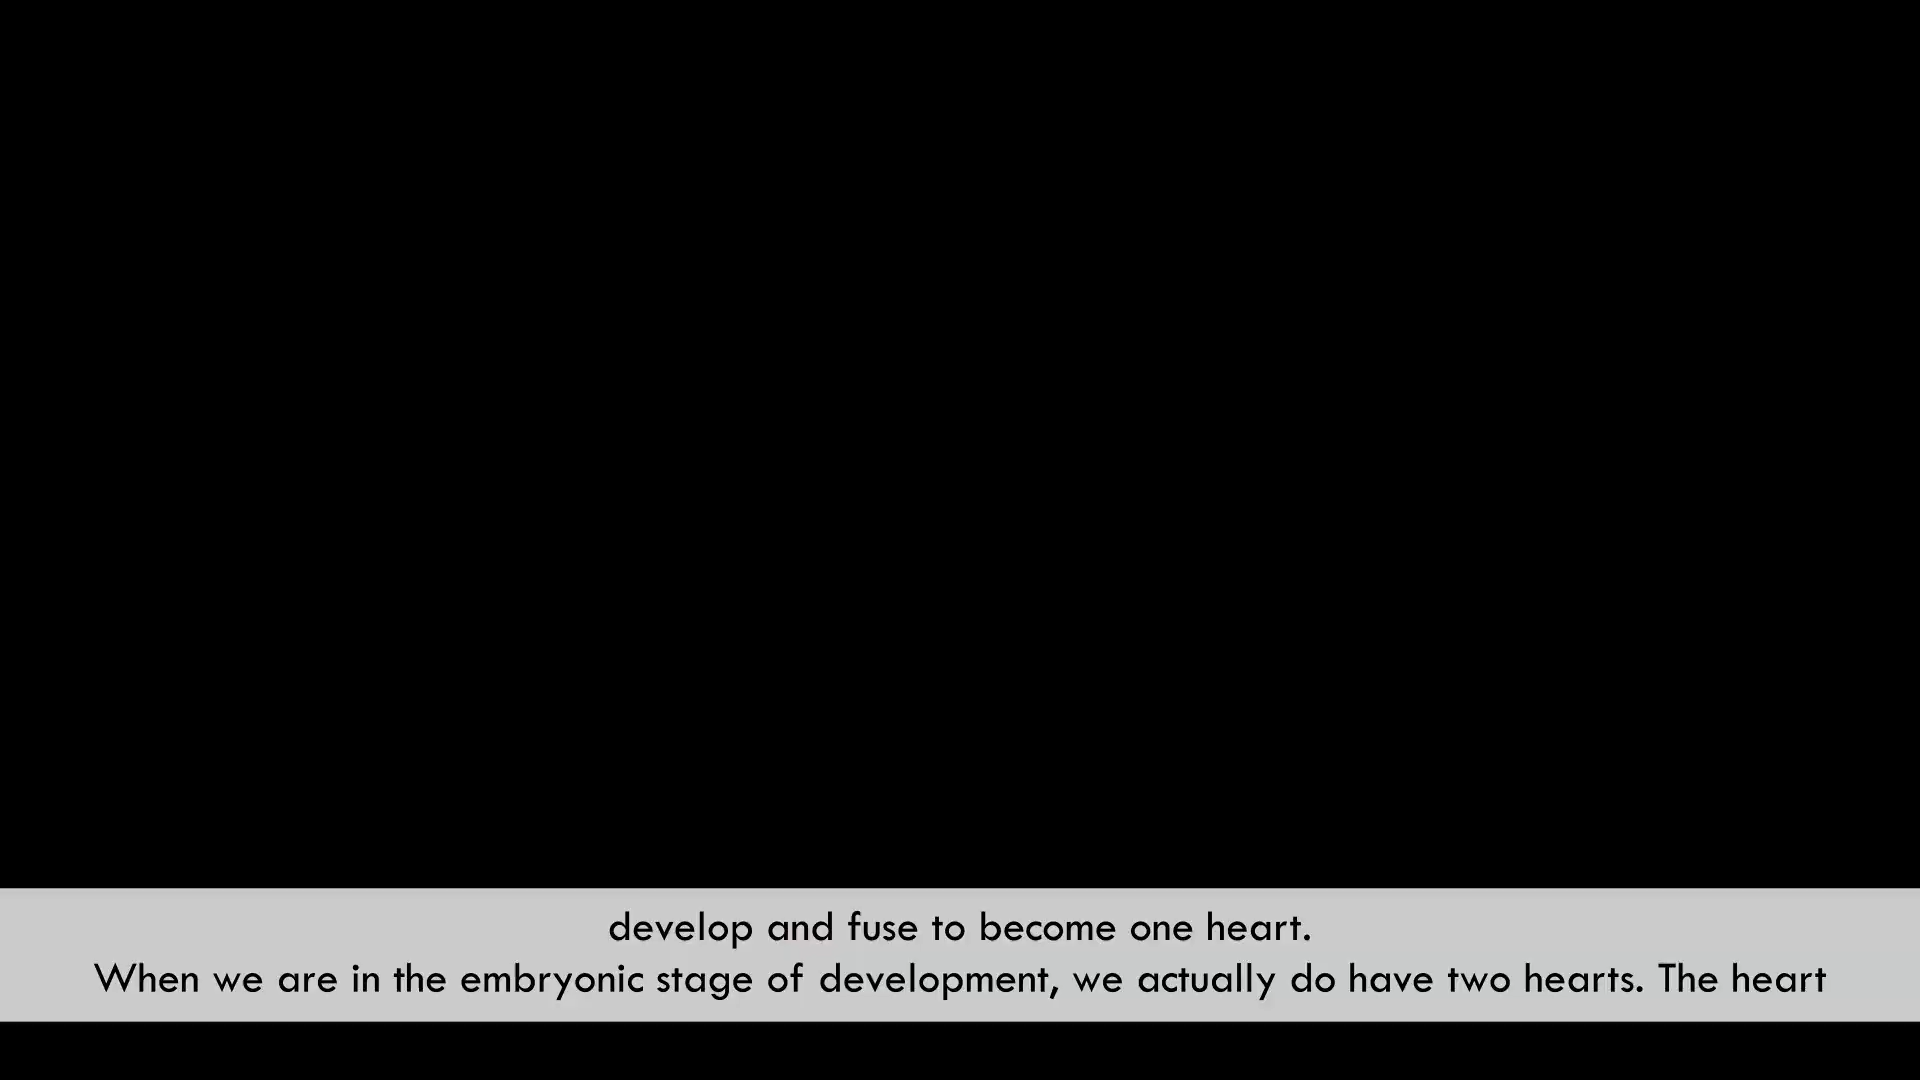 develop and fuse to become one heart.
When we are in the embryonic stage of development, we actually do have two hearts. The heart